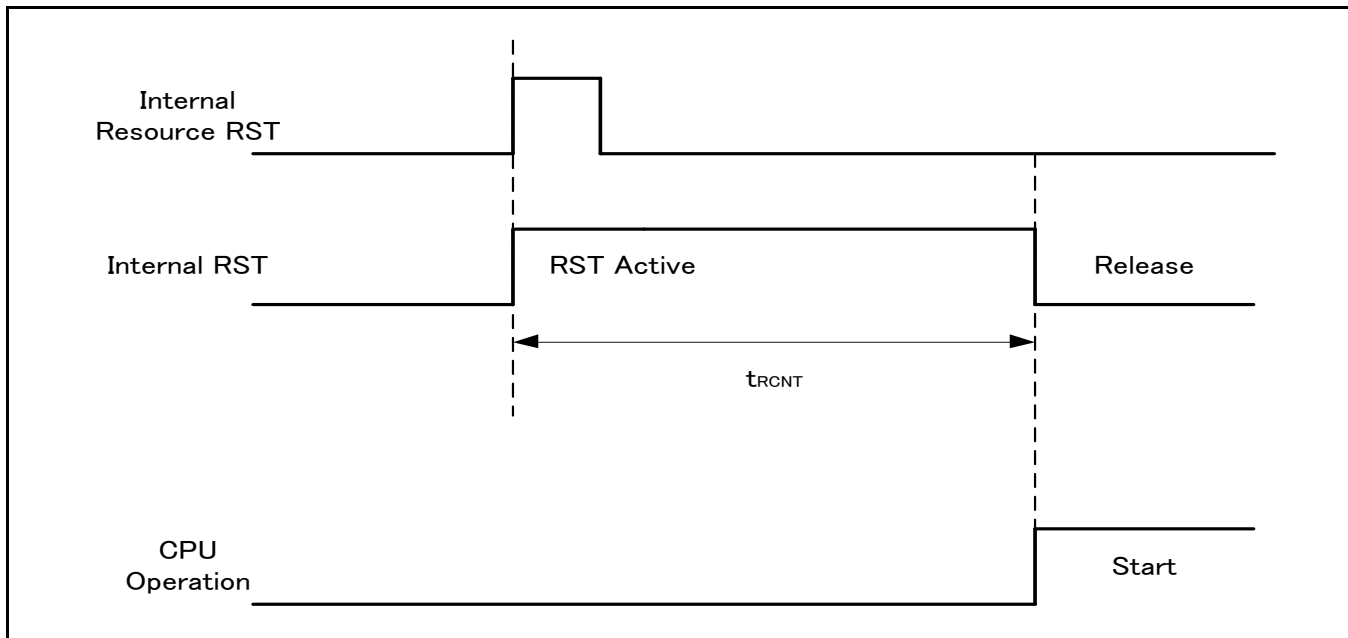 Internal
Resource RST
Internal RST
RST Active
Release
tRCNT
CPU
Operation
Start